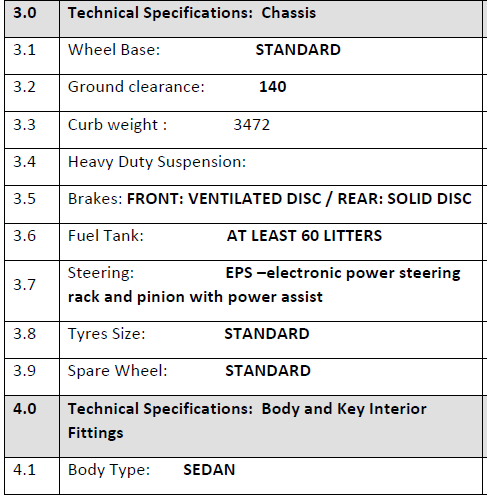 3.0 Technical Specifications: Chassis
3.1 Wheel Base: STANDARD
3.2 Ground clearance: 140
3.3 Curb weight : 3472
3.4 Heavy Duty Suspension:
3.5 Brakes: FRONT: VENTILATED DISC / REAR: SOLID DISC
3.6 Fuel Tank: AT LEAST 60 LITTERS
3.7 Steering: EPS –electronic power steering
rack and pinion with power assist
3.8 Tyres Size: STANDARD
3.9 Spare Wheel: STANDARD
4.0 Technical Specifications: Body and Key Interior
Fittings
4.1 Body Type: SEDAN